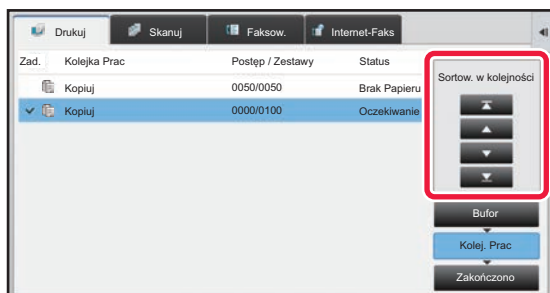 Drukuj
Skanuj
Faksow.
Internet-Faks
Zad. Kolejka Prac Postęp / Zestawy Status
Kopiuj 0050/0050 Brak Papieru
Kopiuj 0000/0100 Oczekiwanie
Sortow. w kolejności
Bufor
Kolej. Prac
Zakończono